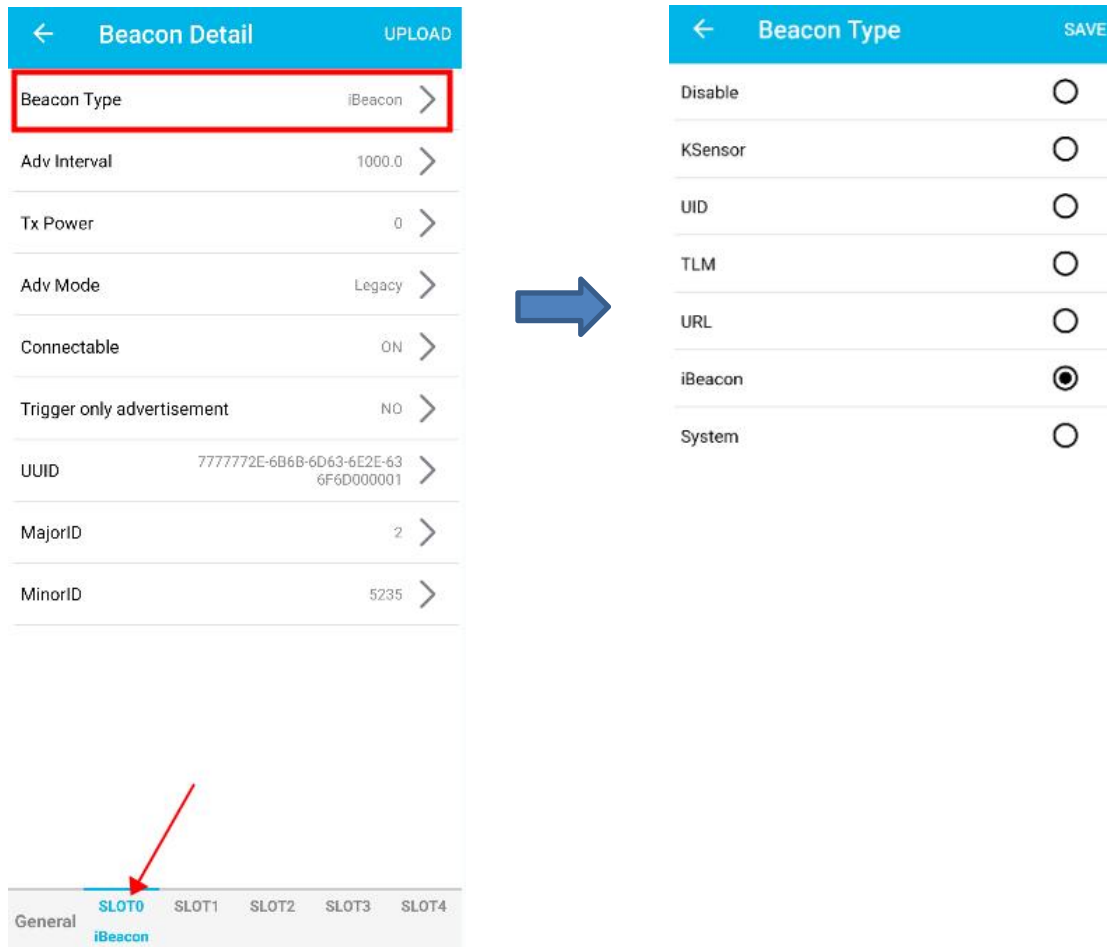 Beacon Detail UPLOAD
Beacon Type iBeacon
Adv Interval 1000.0
Tx Power 0
Adv Mode Legacy
Connectable ON
Trigger only advertisement NO
UUID 7777772E-6B6B-6D63-6E2E-63
6F6D000001
MajorID 2
MinorID 5235
General SLOT0 SLOT1 SLOT2 SLOT3 SLOT4
iBeacon
Beacon Type SAVE
Disable
KSensor
UID
TLM
URL
iBeacon
System